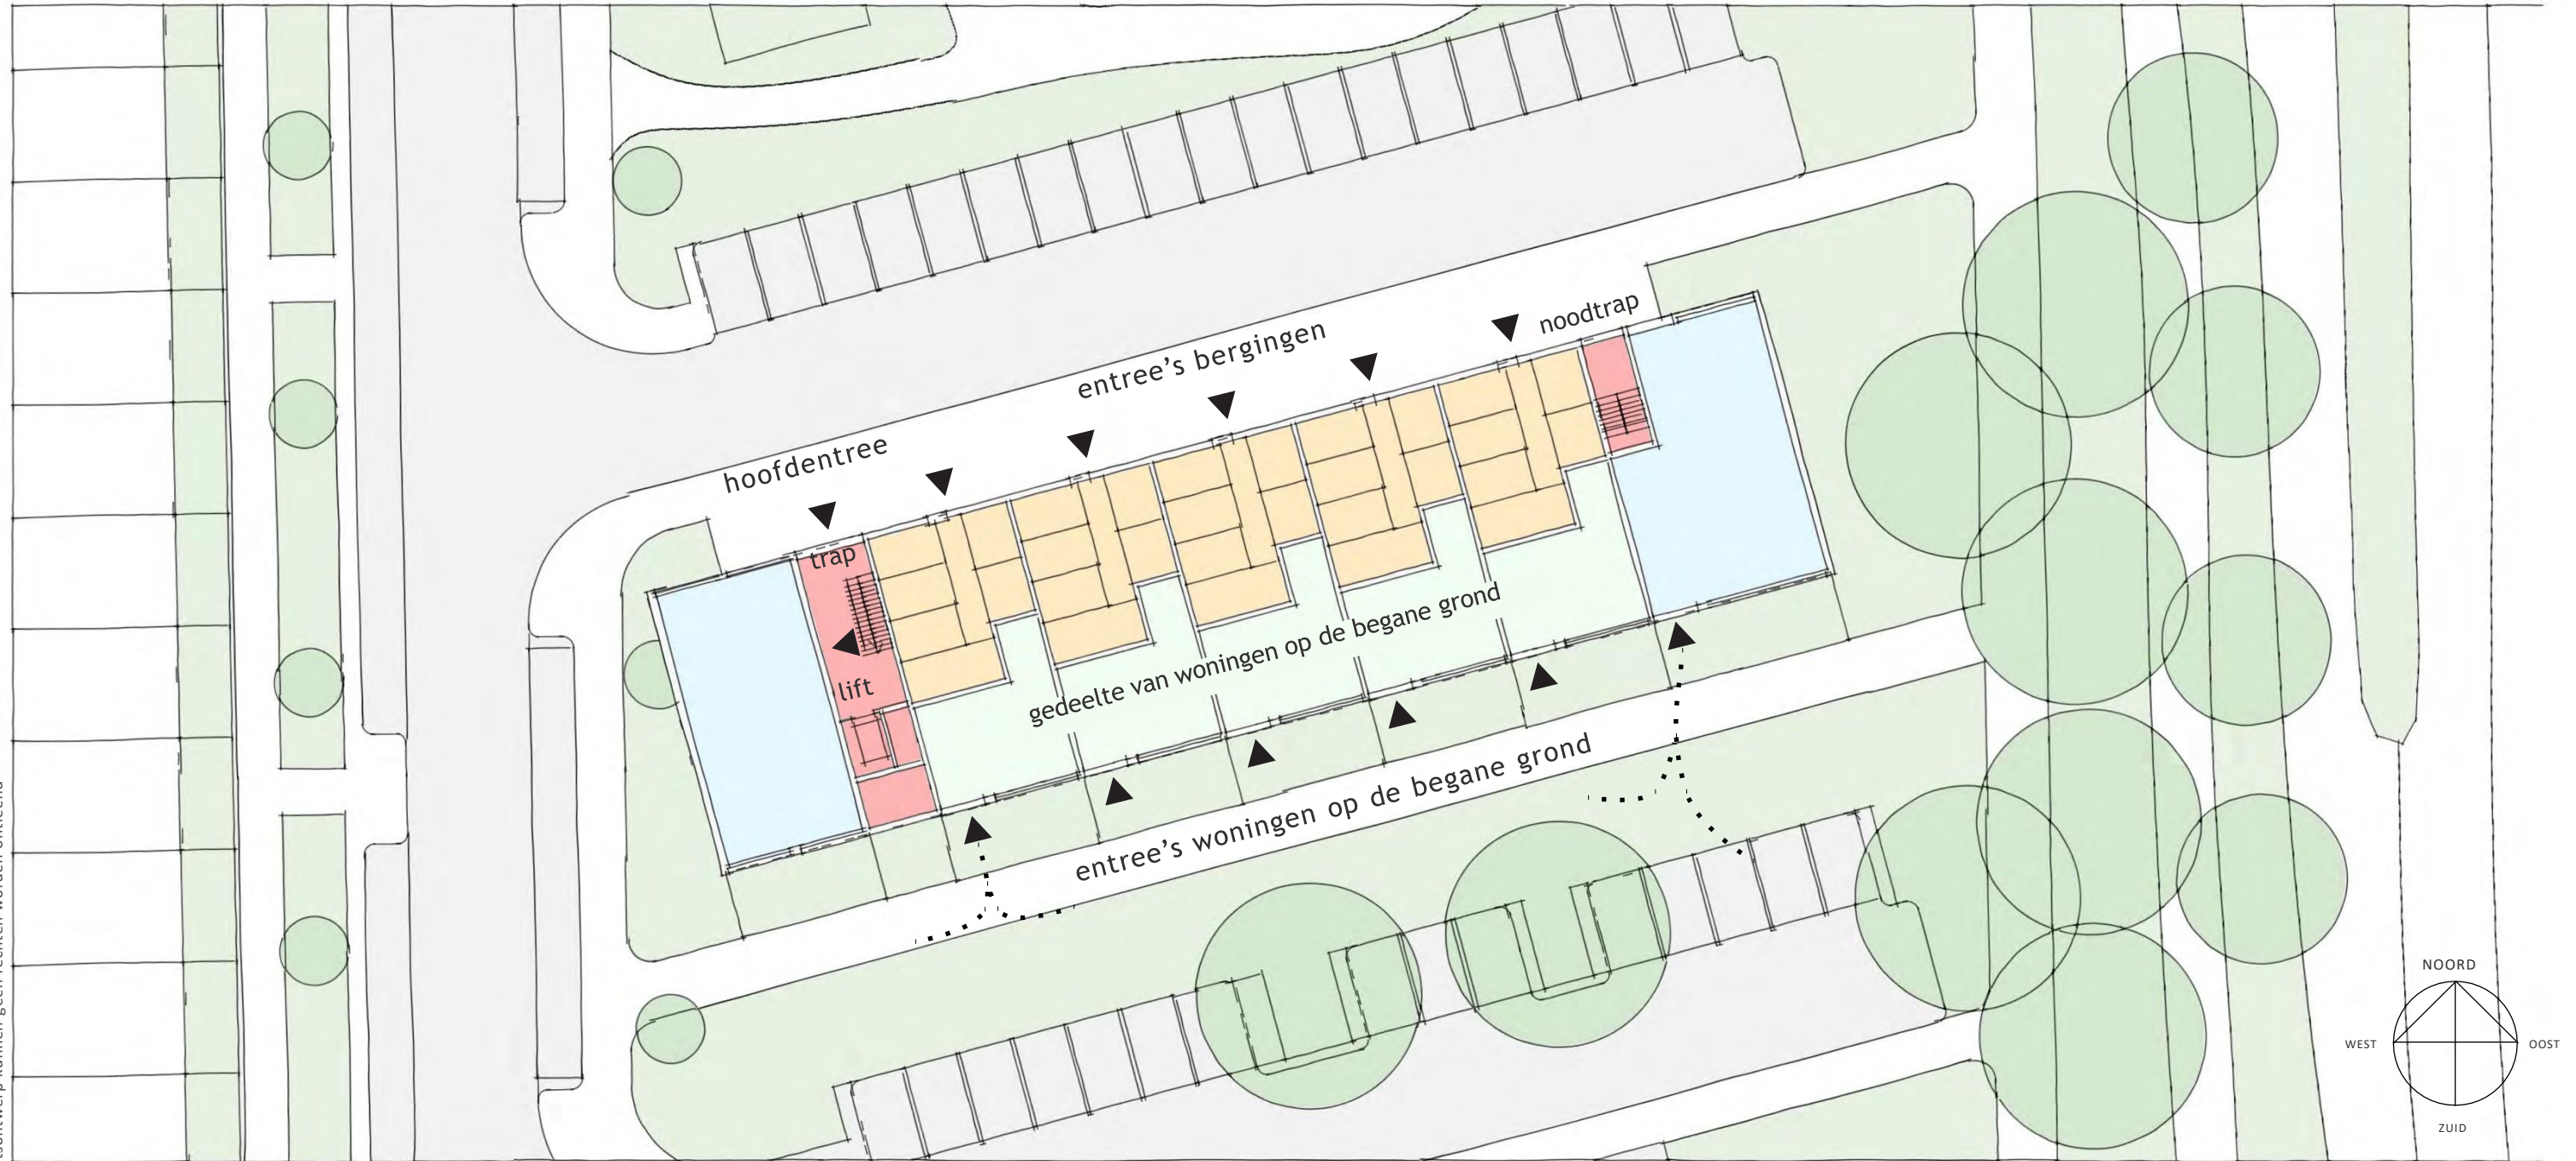 noodtrap
entree's bergingen
hoofdentree
trap
lift
gedeelte van woningen op de begane grond
entree's woningen op de begane grond
NOORD
WEST
OOST
ZUID